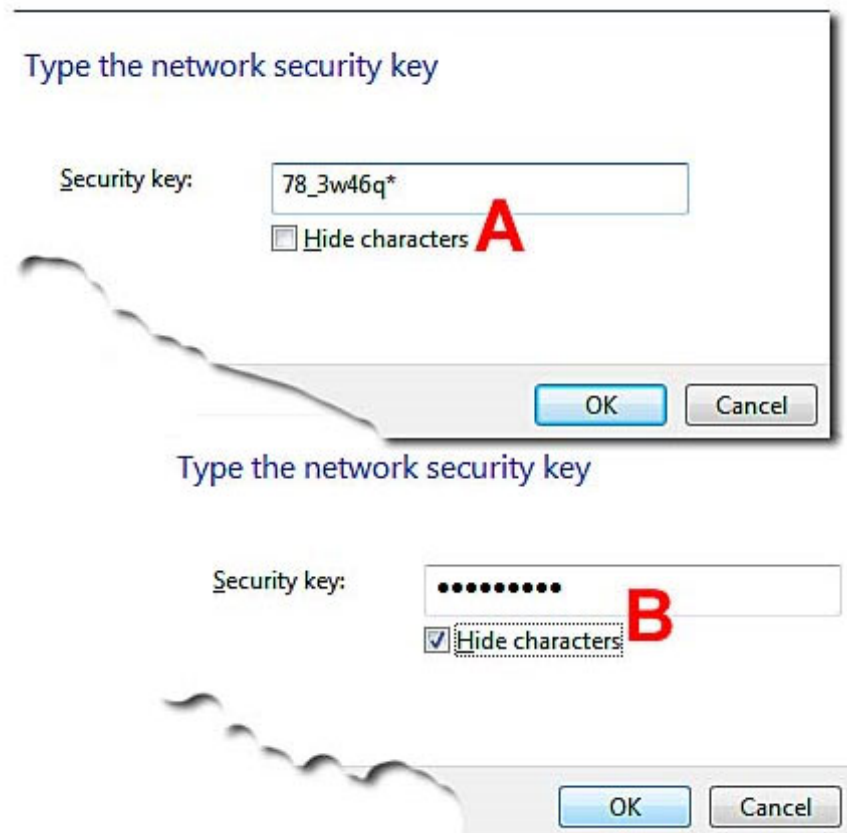 Type the network security key
Security key: 78_3w46q*
Hide characters A
OK Cancel
Type the network security key
Security key: •••••••••
Hide characters B
OK Cancel